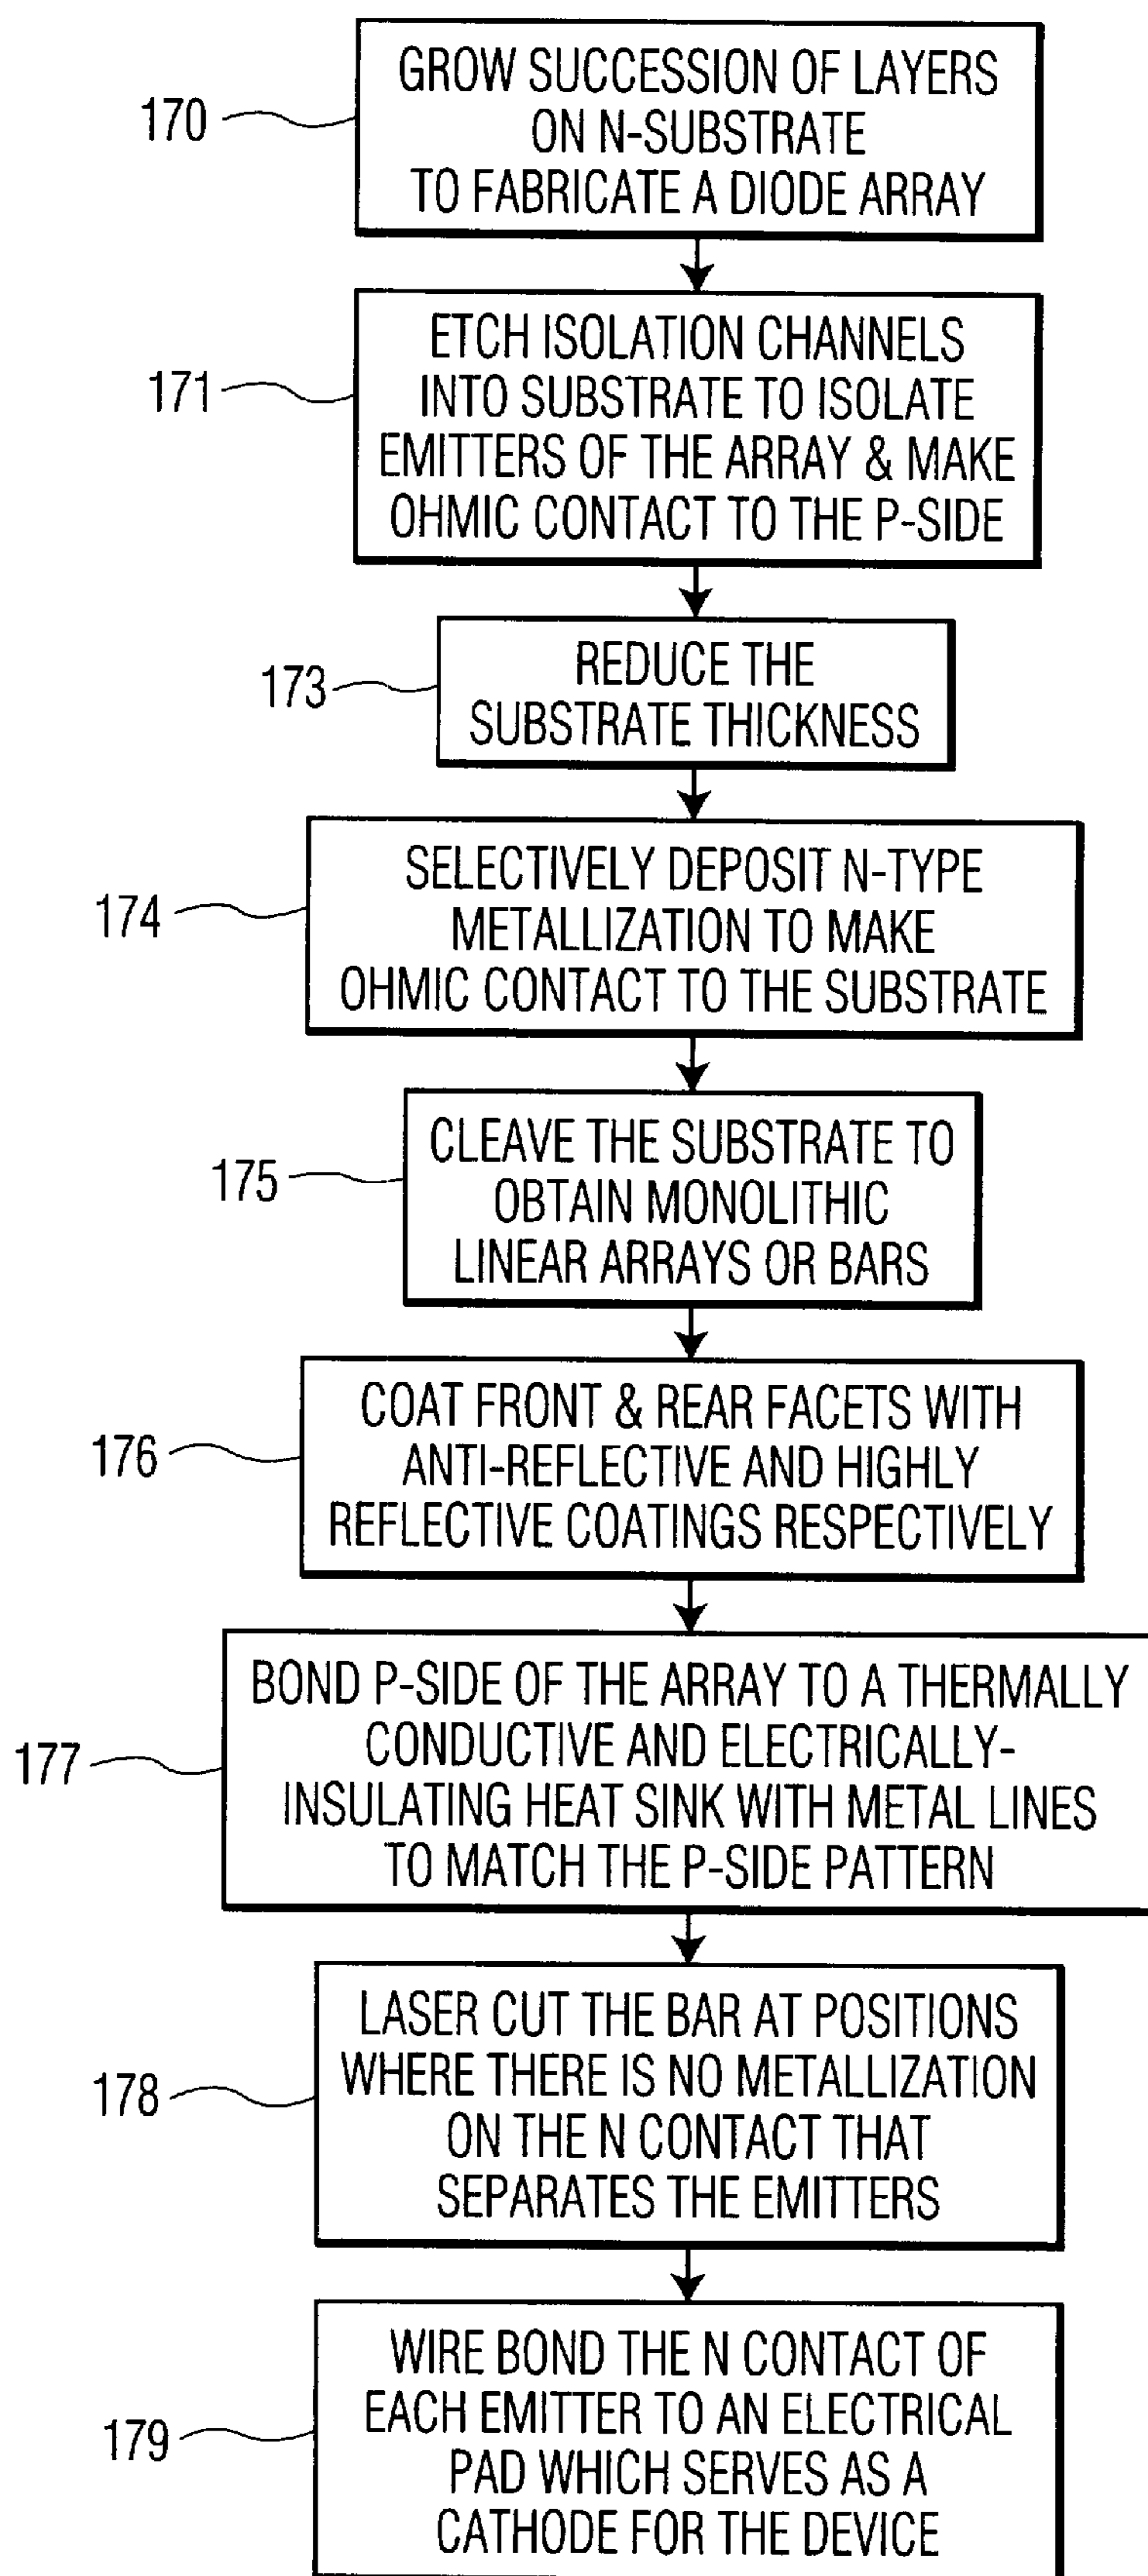 170
GROW SUCCESSION OF LAYERS
ON N-SUBSTRATE
TO FABRICATE A DIODE ARRAY
171
ETCH ISOLATION CHANNELS
INTO SUBSTRATE TO ISOLATE
EMITTERS OF THE ARRAY & MAKE
OHMIC CONTACT TO THE P-SIDE
173
REDUCE THE
SUBSTRATE THICKNESS
174
SELECTIVELY DEPOSIT N-TYPE
METALLIZATION TO MAKE
OHMIC CONTACT TO THE SUBSTRATE
175
CLEAVE THE SUBSTRATE TO
OBTAIN MONOLITHIC
LINEAR ARRAYS OR BARS
176
COAT FRONT & REAR FACETS WITH
ANTI-REFLECTIVE AND HIGHLY
REFLECTIVE COATINGS RESPECTIVELY
177
BOND P-SIDE OF THE ARRAY TO A THERMALLY
CONDUCTIVE AND ELECTRICALLY-
INSULATING HEAT SINK WITH METAL LINES
TO MATCH THE P-SIDE PATTERN
178
LASER CUT THE BAR AT POSITIONS
WHERE THERE IS NO METALLIZATION
ON THE N CONTACT THAT
SEPARATES THE EMITTERS
179
WIRE BOND THE N CONTACT OF
EACH EMITTER TO AN ELECTRICAL
PAD WHICH SERVES AS A
CATHODE FOR THE DEVICE